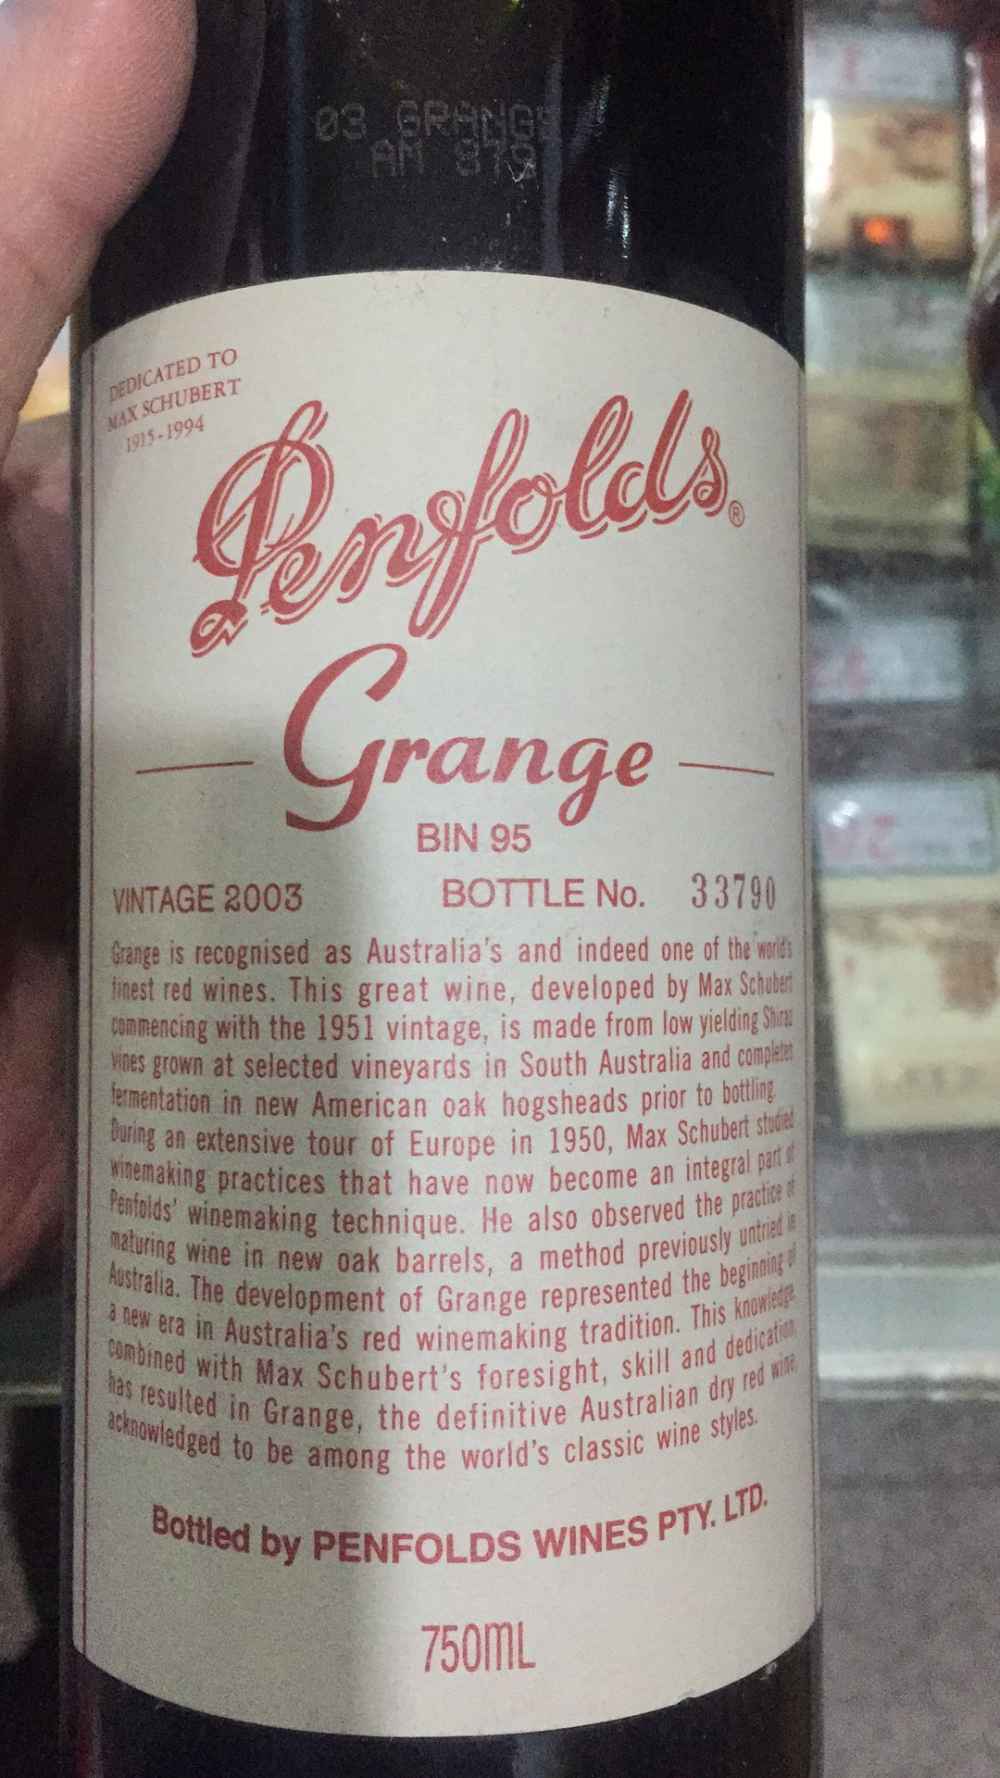 03 GRANGE
AM 879
DEDICATED TO
MAX SCHUBERT
1915-1994
Penfolds®
Grange
BIN 95
VINTAGE 2003 BOTTLE No. 33790
Grange is recognised as Australia's and indeed one of the world's
finest red wines. This great wine, developed by Max Schubert
commencing with the 1951 vintage, is made from low yielding Shiraz
vines grown at selected vineyards in South Australia and completes
fermentation in new American oak hogsheads prior to bottling.
During an extensive tour of Europe in 1950, Max Schubert studied
winemaking practices that have now become an integral part of
Penfolds' winemaking technique. He also observed the practice of
maturing wine in new oak barrels, a method previously untried in
Australia. The development of Grange represented the beginning of
a new era in Australia's red winemaking tradition. This knowledge,
combined with Max Schubert's foresight, skill and dedication,
has resulted in Grange, the definitive Australian dry red wine,
acknowledged to be among the world's classic wine styles.
Bottled by PENFOLDS WINES PTY. LTD.
750ML